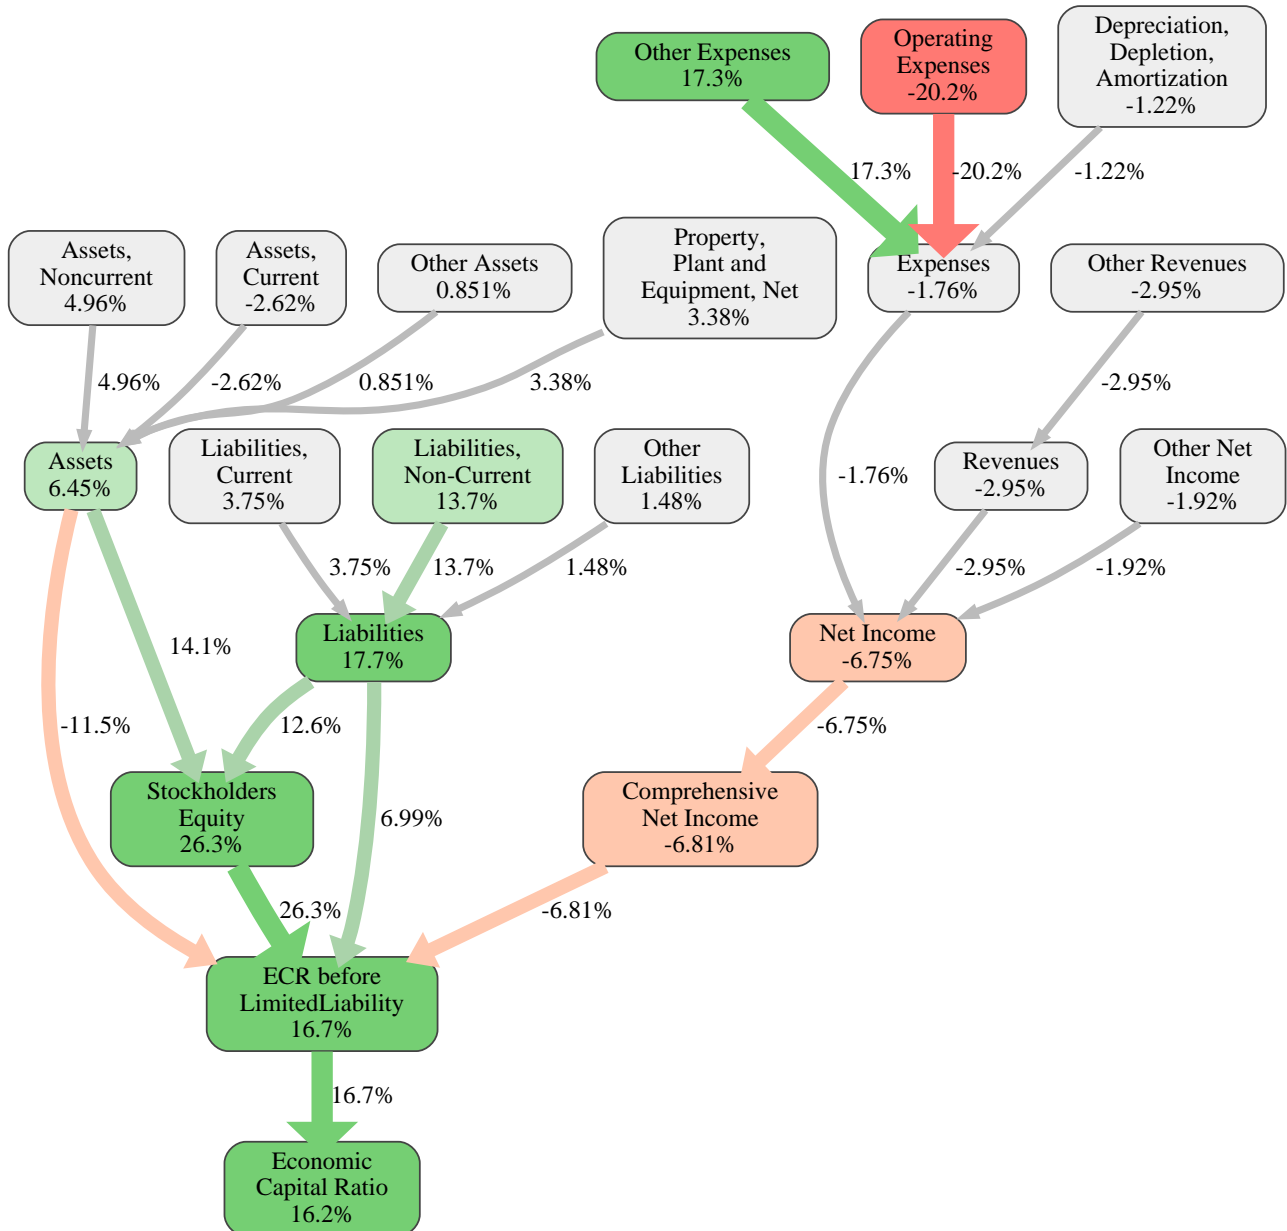 Other Expenses
17.3%
Operating
Expenses
-20.2%
Depreciation,
Depletion,
Amortization
-1.22%
17.3%
-20.2%
-1.22%
Assets,
Noncurrent
4.96%
Assets,
Current
-2.62%
Other Assets
0.851%
Property,
Plant and
Equipment, Net
3.38%
Expenses
-1.76%
Other Revenues
-2.95%
4.96%
-2.62%
0.851%
3.38%
-2.95%
Assets
6.45%
Liabilities,
Current
3.75%
Liabilities,
Non-Current
13.7%
Other
Liabilities
1.48%
-1.76%
Revenues
-2.95%
Other Net
Income
-1.92%
3.75%
13.7%
1.48%
-2.95%
-1.92%
14.1%
Liabilities
17.7%
Net Income
-6.75%
-11.5%
12.6%
-6.75%
Stockholders
Equity
26.3%
6.99%
Comprehensive
Net Income
-6.81%
26.3%
-6.81%
ECR before
LimitedLiability
16.7%
16.7%
Economic
Capital Ratio
16.2%